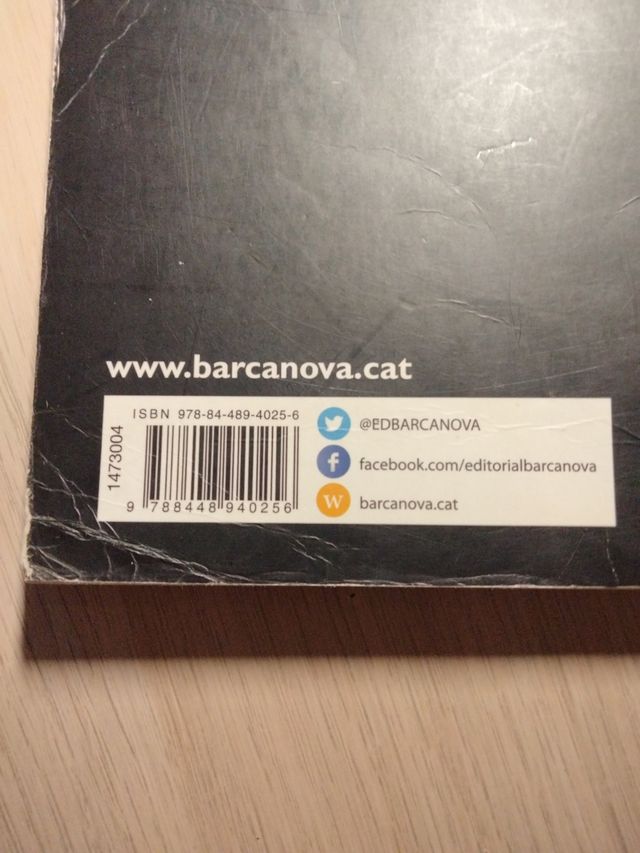 www.barcanova.cat
ISBN 978-84-489-4025-6
1473004
9 788448 940256
@EDBARCANOVA
facebook.com/editorialbarcanova
W barcanova.cat